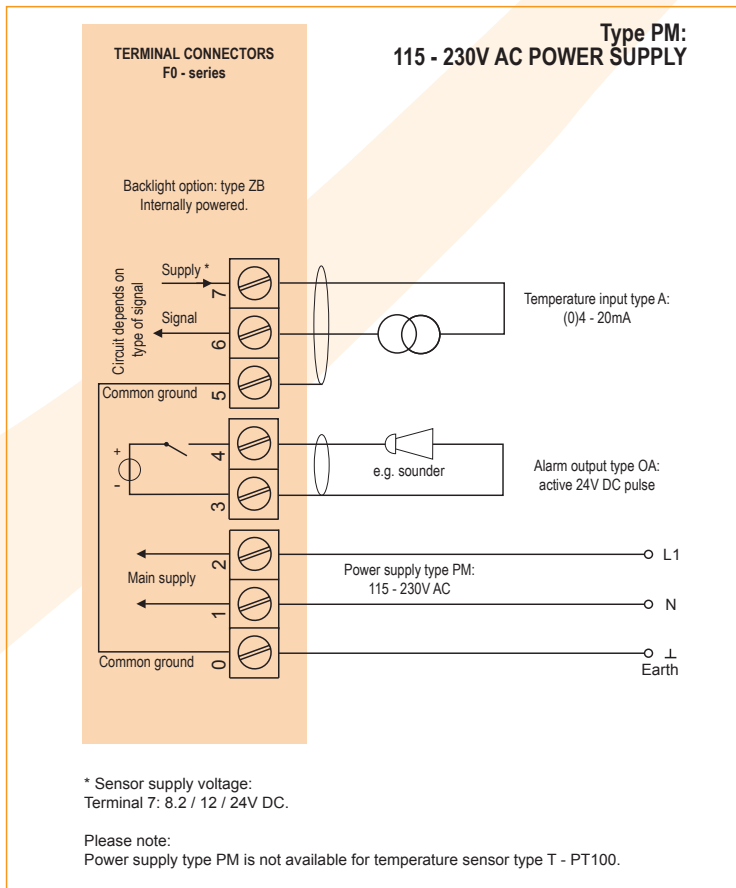 Type PM:
115 - 230V AC POWER SUPPLY
TERMINAL CONNECTORS
F0 - series
Backlight option: type ZB
Internally powered.
Circuit depends on
type of signal
Supply *
7
Signal
6
Common ground
5
Temperature input type A:
(0)4 - 20mA
+
-
4
3
e.g. sounder
Alarm output type OA:
active 24V DC pulse
2
Main supply
1
Power supply type PM:
115 - 230V AC
L1
N
Common ground
0
Earth
* Sensor supply voltage:
Terminal 7: 8.2 / 12 / 24V DC.
Please note:
Power supply type PM is not available for temperature sensor type T - PT100.